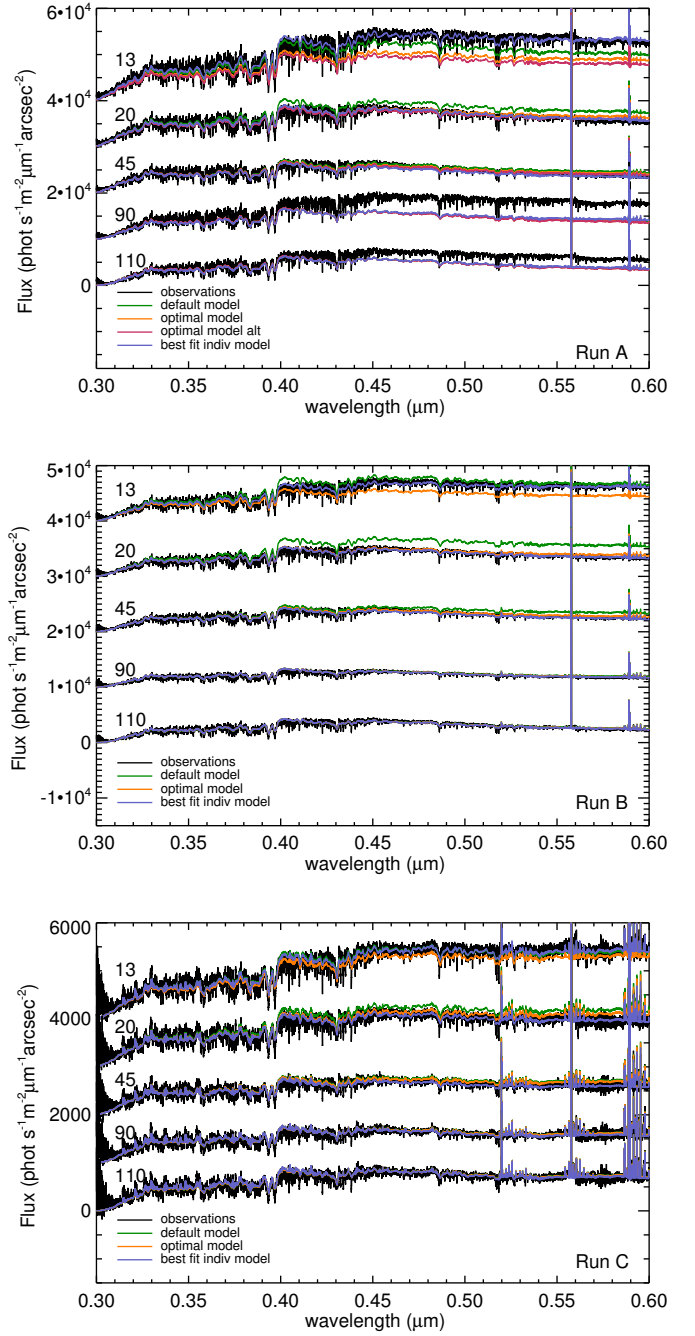 6•10⁴
4•10⁴
2•10⁴
0
Flux (phot s⁻¹m⁻²μm⁻¹arcsec⁻²)
13
20
45
90
110
observations
default model
optimal model
optimal model alt
best fit indiv model
Run A
0.30 0.35 0.40 0.45 0.50 0.55 0.60
wavelength (μm)
5•10⁴
4•10⁴
3•10⁴
2•10⁴
1•10⁴
0
-1•10⁴
Flux (phot s⁻¹m⁻²μm⁻¹arcsec⁻²)
13
20
45
90
110
observations
default model
optimal model
best fit indiv model
Run B
0.30 0.35 0.40 0.45 0.50 0.55 0.60
wavelength (μm)
6000
4000
2000
0
Flux (phot s⁻¹m⁻²μm⁻¹arcsec⁻²)
13
20
45
90
110
observations
default model
optimal model
best fit indiv model
Run C
0.30 0.35 0.40 0.45 0.50 0.55 0.60
wavelength (μm)